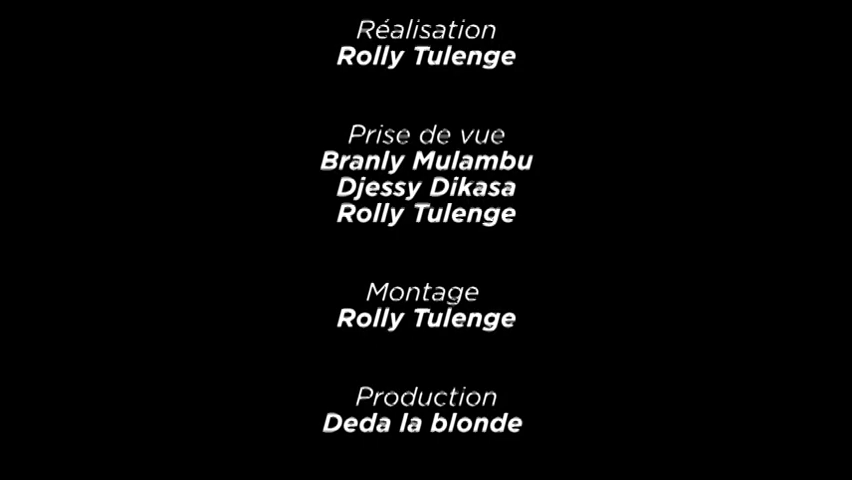 Réalisation
Rolly Tulenge
Prise de vue
Branly Mulambu
Djessy Dikasa
Rolly Tulenge
Montage
Rolly Tulenge
Production
Deda la blonde